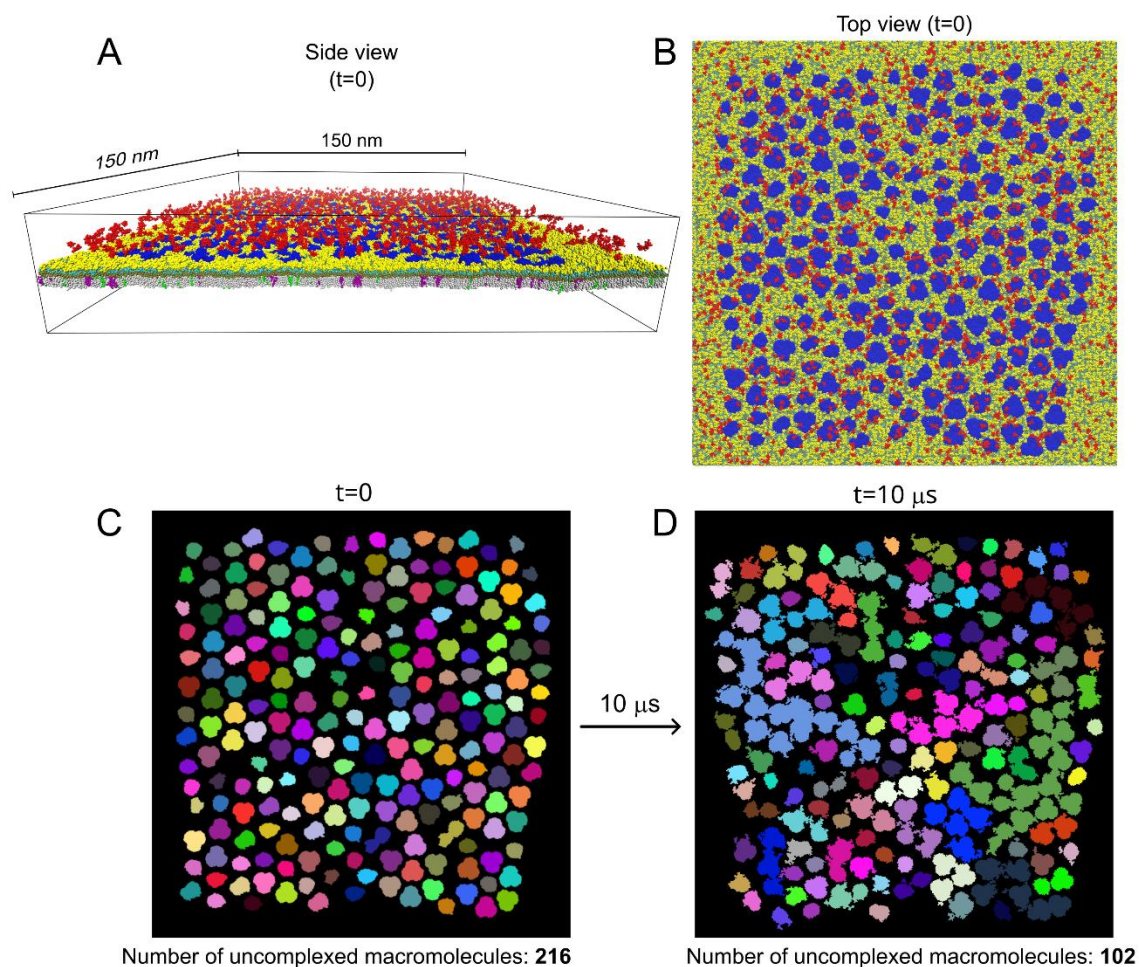 A
Side view
(t=0)
150 nm
150 nm
Top view (t=0)
B
t=0
C
t=10 μs
D
10 μs
Number of uncomplexed macromolecules: 216
Number of uncomplexed macromolecules: 102